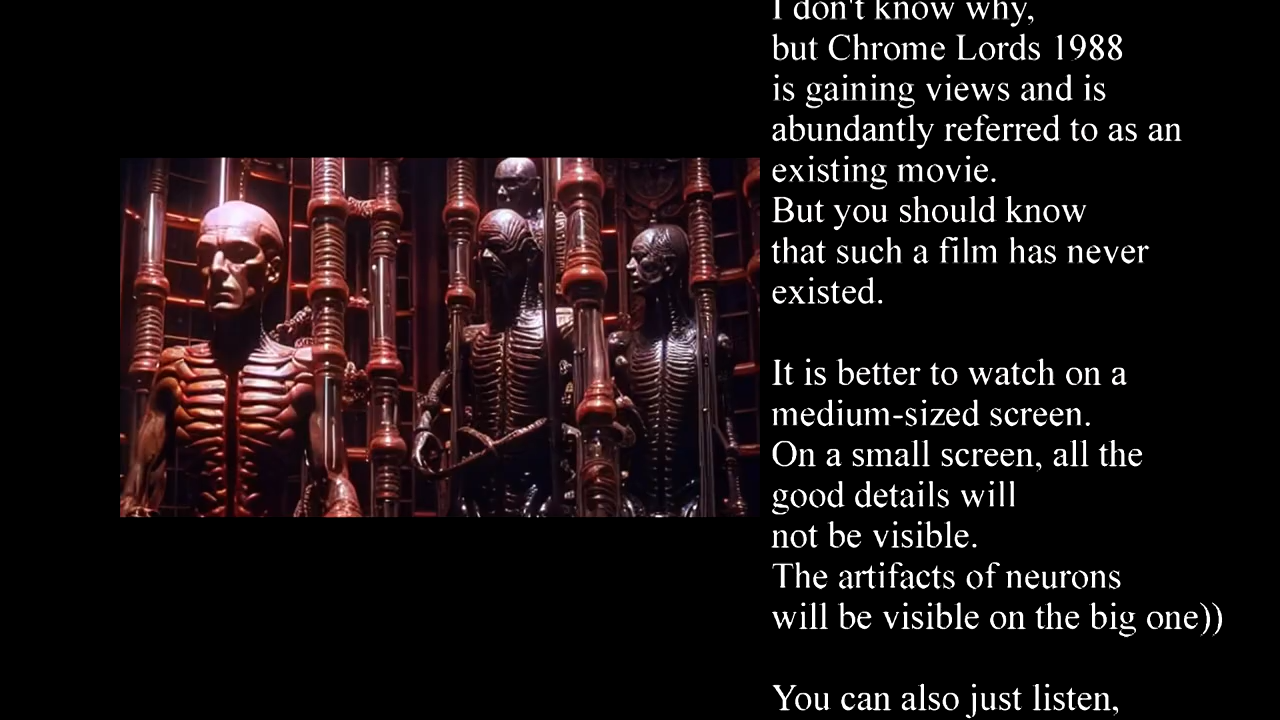 I don't know why,
but Chrome Lords 1988
is gaining views and is
abundantly referred to as an
existing movie.
But you should know
that such a film has never
existed.
It is better to watch on a
medium-sized screen.
On a small screen, all the
good details will
not be visible.
The artifacts of neurons
will be visible on the big one))
You can also just listen,